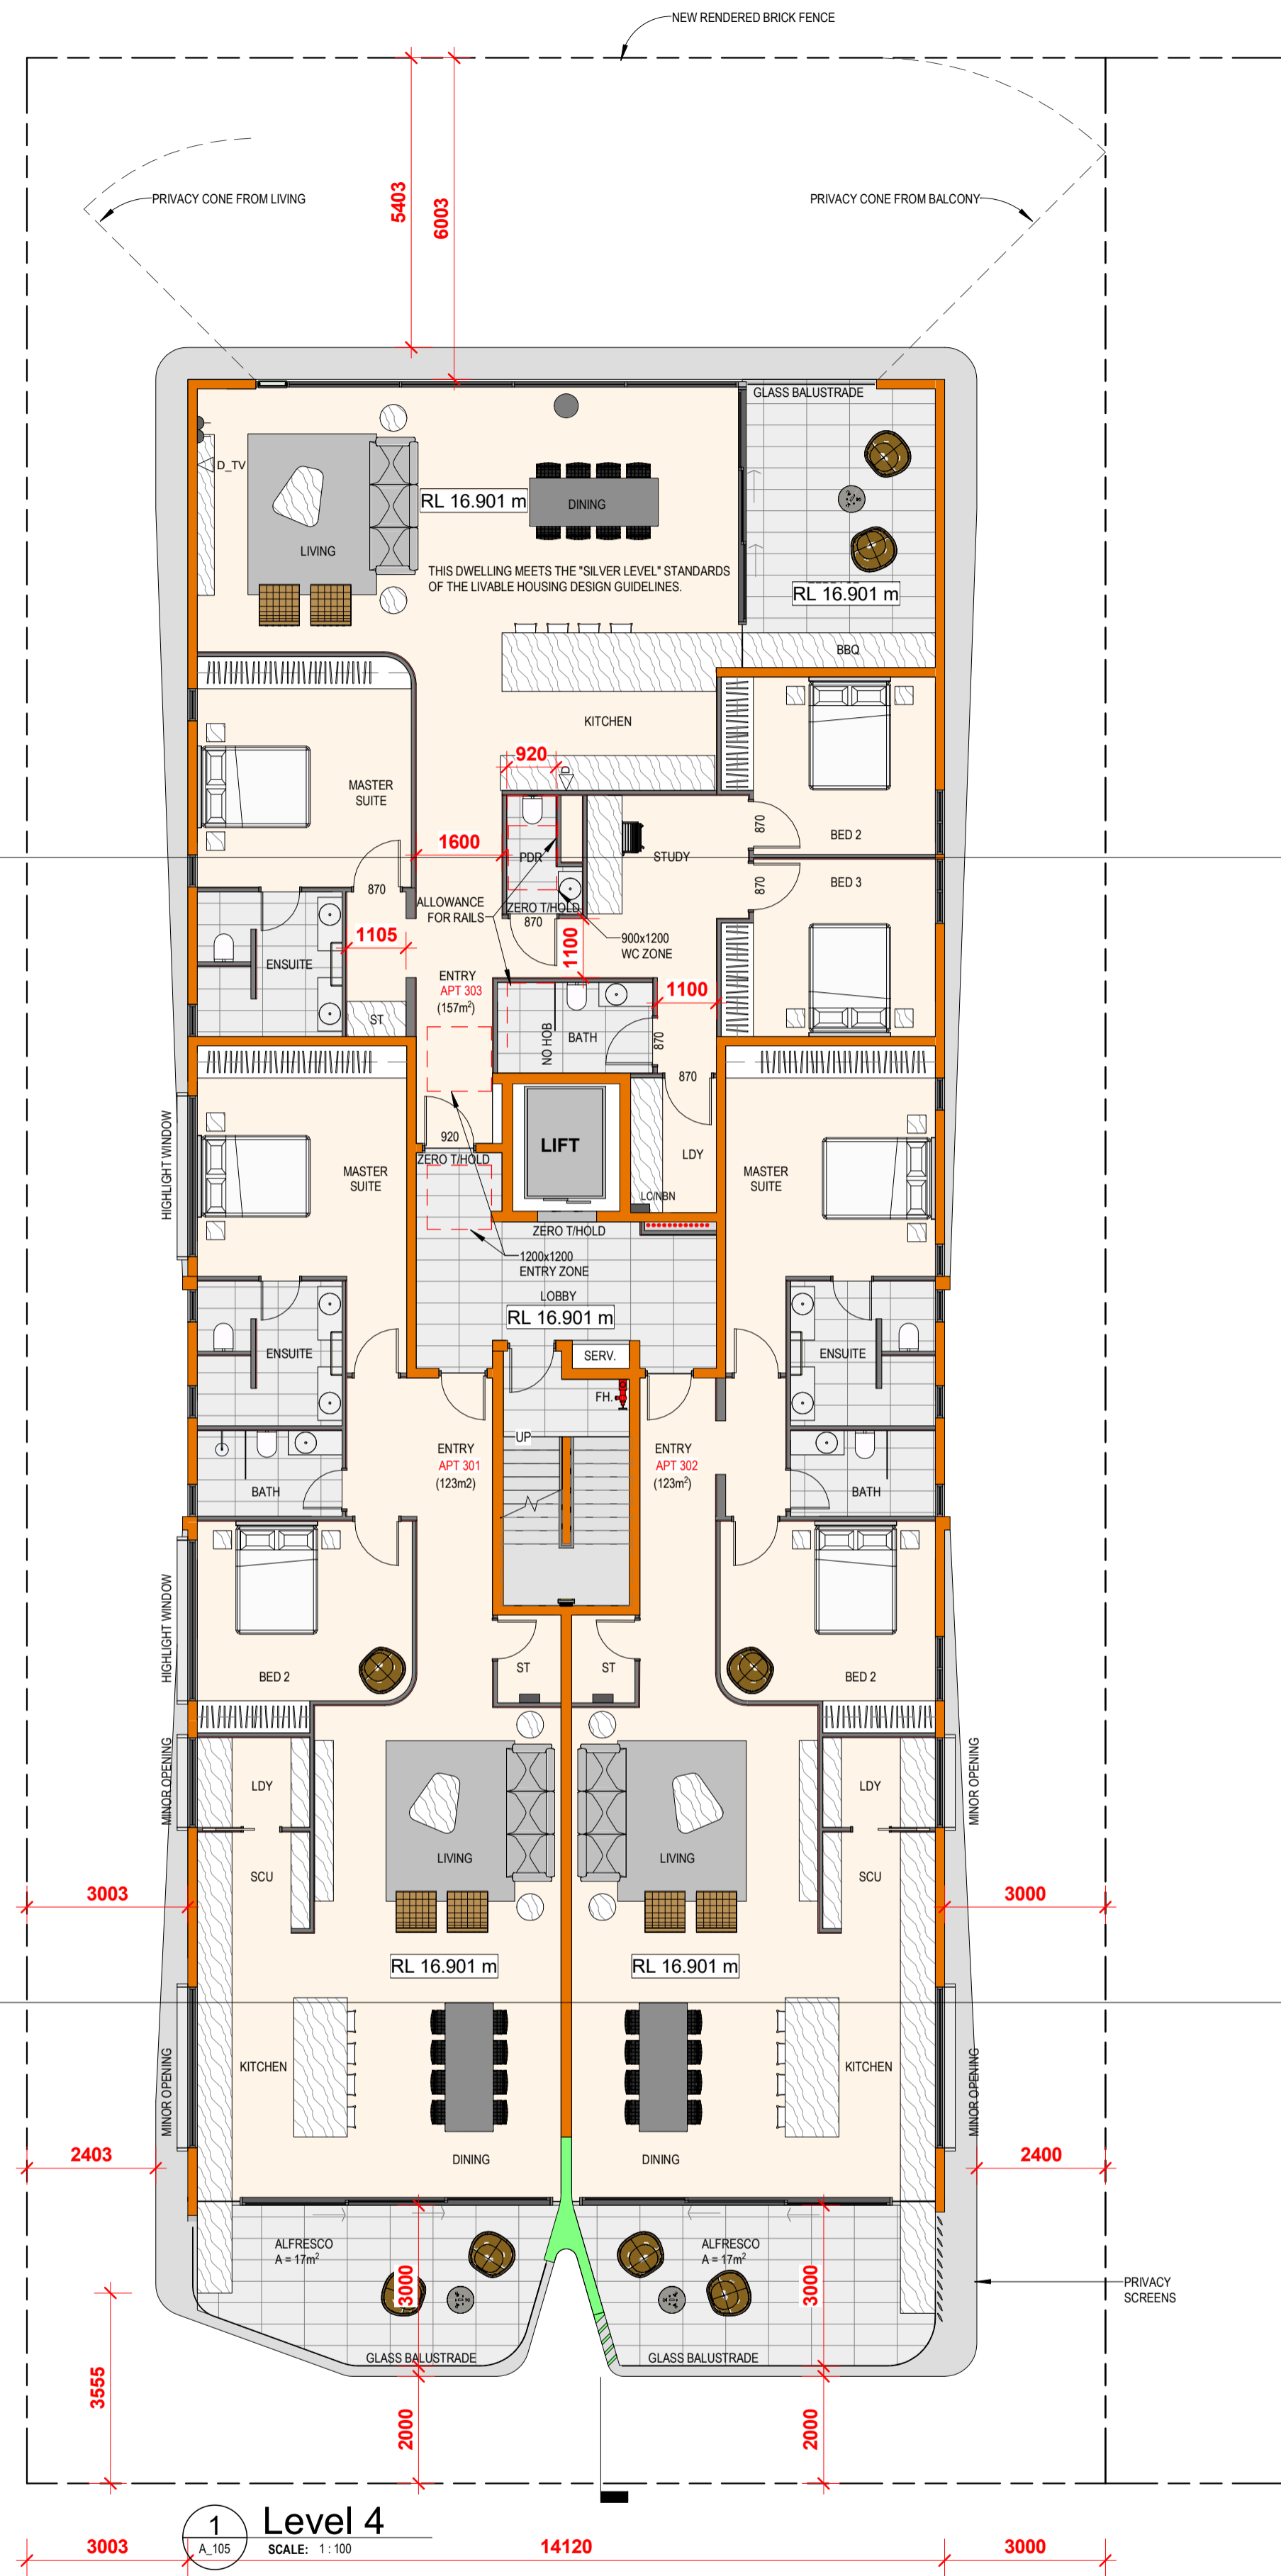 NEW RENDERED BRICK FENCE
5403
6003
PRIVACY CONE FROM LIVING
PRIVACY CONE FROM BALCONY
GLASS BALUSTRADE
D_TV
RL 16.901 m
DINING
LIVING
THIS DWELLING MEETS THE "SILVER LEVEL" STANDARDS
OF THE LIVABLE HOUSING DESIGN GUIDELINES.
RL 16.901 m
BBQ
KITCHEN
920
D
MASTER
SUITE
870
BED 2
1600
PDR
STUDY
870
BED 3
870
ALLOWANCE
FOR RAILS
ZERO T/HOLD
870
900x1200
WC ZONE
1105
1100
ENSUITE
ENTRY
APT 303
(157m²)
1100
ST
NO HOB
BATH
870
870
HIGHLIGHT WINDOW
920
ZERO T/HOLD
LIFT
LDY
MASTER
SUITE
MASTER
SUITE
LC/NBN
ZERO T/HOLD
1200x1200
ENTRY ZONE
LOBBY
RL 16.901 m
ENSUITE
SERV.
ENSUITE
FH.
UP
ENTRY
APT 301
(123m2)
ENTRY
APT 302
(123m²)
BATH
BATH
HIGHLIGHT WINDOW
BED 2
ST
ST
BED 2
MINOR OPENING
LDY
LDY
MINOR OPENING
LIVING
LIVING
SCU
SCU
3003
3000
RL 16.901 m
RL 16.901 m
MINOR OPENING
KITCHEN
KITCHEN
MINOR OPENING
2403
DINING
DINING
2400
ALFRESCO
A = 17m²
ALFRESCO
A = 17m²
3000
3000
PRIVACY
SCREENS
GLASS BALUSTRADE
GLASS BALUSTRADE
3555
2000
2000
1
A_105
Level 4
SCALE: 1 : 100
3003
14120
3000